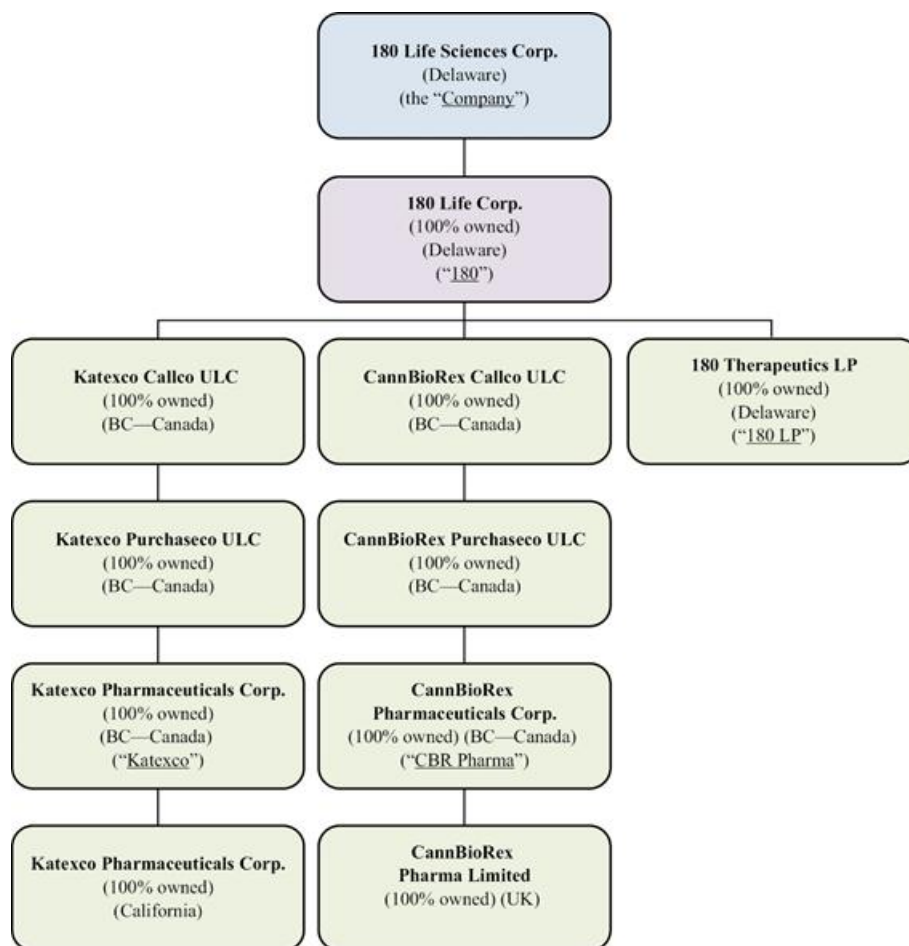 180 Life Sciences Corp.
(Delaware)
(the “Company”)
180 Life Corp.
(100% owned)
(Delaware)
(“180”)
Katexco Callco ULC
(100% owned)
(BC—Canada)
CannBioRex Callco ULC
(100% owned)
(BC—Canada)
180 Therapeutics LP
(100% owned)
(Delaware)
(“180 LP”)
Katexco Purchaseco ULC
(100% owned)
(BC—Canada)
CannBioRex Purchaseco ULC
(100% owned)
(BC—Canada)
Katexco Pharmaceuticals Corp.
(100% owned)
(BC—Canada)
(“Katexco”)
CannBioRex
Pharmaceuticals Corp.
(100% owned) (BC—Canada)
(“CBR Pharma”)
Katexco Pharmaceuticals Corp.
(100% owned)
(California)
CannBioRex
Pharma Limited
(100% owned) (UK)